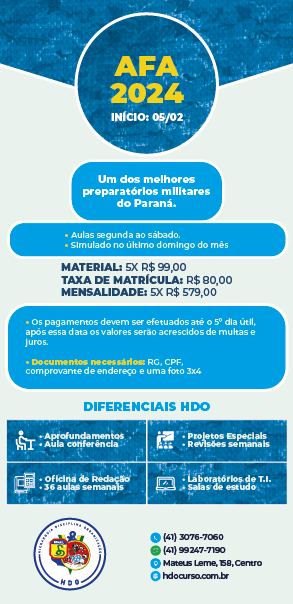 AFA
2024
INÍCIO: 05/02
Um dos melhores
preparatórios militares
do Paraná.
• Aulas segunda ao sábado.
• Simulado no último domingo do mês
MATERIAL: 5X R$ 99,00
TAXA DE MATRÍCULA: R$ 80,00
MENSALIDADE: 5X R$ 579,00
• Os pagamentos devem ser efetuados até o 5º dia útil,
após essa data os valores serão acrescidos de multas e
juros.
• Documentos necessários: RG, CPF,
comprovante de endereço e uma foto 3x4
DIFERENCIAIS HDO
• Aprofundamentos
• Aula conferência
• Projetos Especiais
• Revisões semanais
• Oficina de Redação
• 36 aulas semanais
• Laboratórios de T.I.
• Salas de estudo
HIERARQUIA DISCIPLINA ORGANIZAÇÃO
HDO
(41) 3076-7060
(41) 99247-7190
Mateus Leme, 158, Centro
hdocurso.com.br